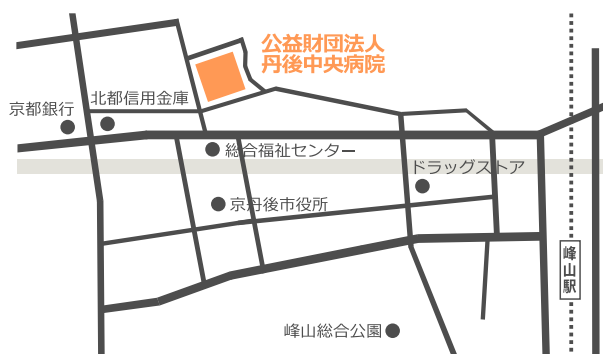 公益財団法人
丹後中央病院
北都信用金庫
京都銀行
総合福祉センター
ドラッグストア
京丹後市役所
峰山駅
峰山総合公園